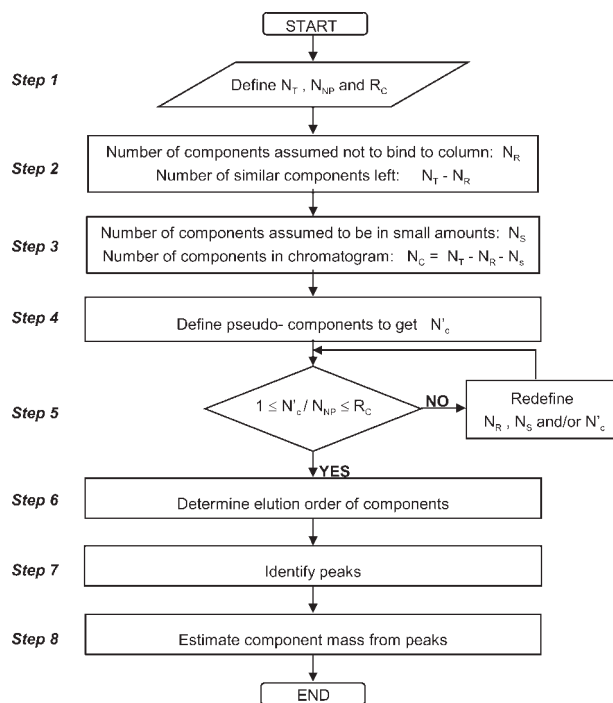 START
Step 1
Define N_T , N_NP and R_C
Step 2
Number of components assumed not to bind to column: N_R
Number of similar components left: N_T - N_R
Step 3
Number of components assumed to be in small amounts: N_S
Number of components in chromatogram: N_C = N_T - N_R - N_s
Step 4
Define pseudo- components to get N'_c
Step 5
1 ≤ N'_c / N_NP ≤ R_C
NO
Redefine
N_R , N_S and/or N'_c
YES
Step 6
Determine elution order of components
Step 7
Identify peaks
Step 8
Estimate component mass from peaks
END